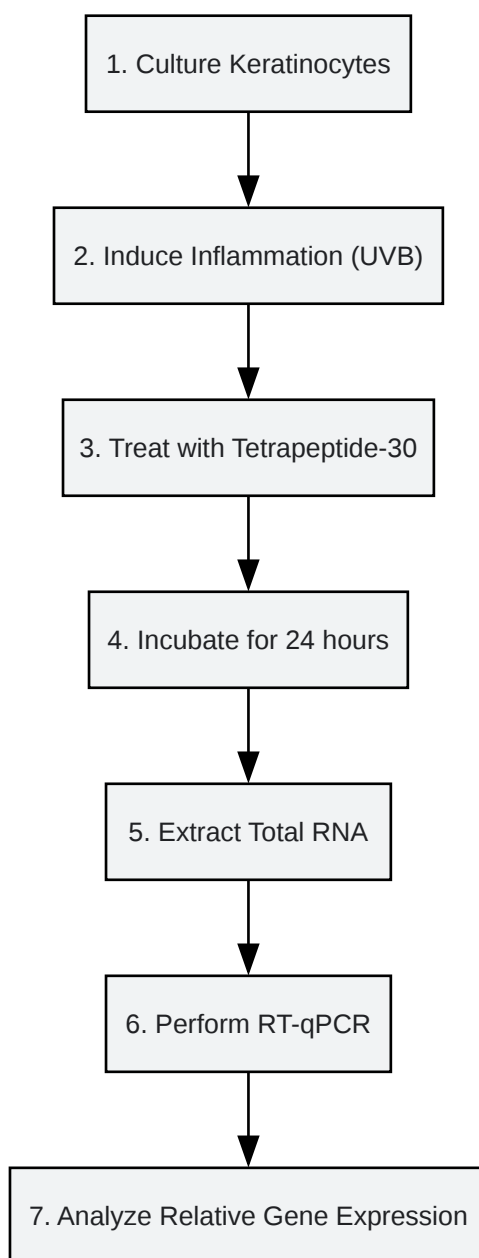 1. Culture Keratinocytes
2. Induce Inflammation (UVB)
3. Treat with Tetrapeptide-30
4. Incubate for 24 hours
5. Extract Total RNA
6. Perform RT-qPCR
7. Analyze Relative Gene Expression